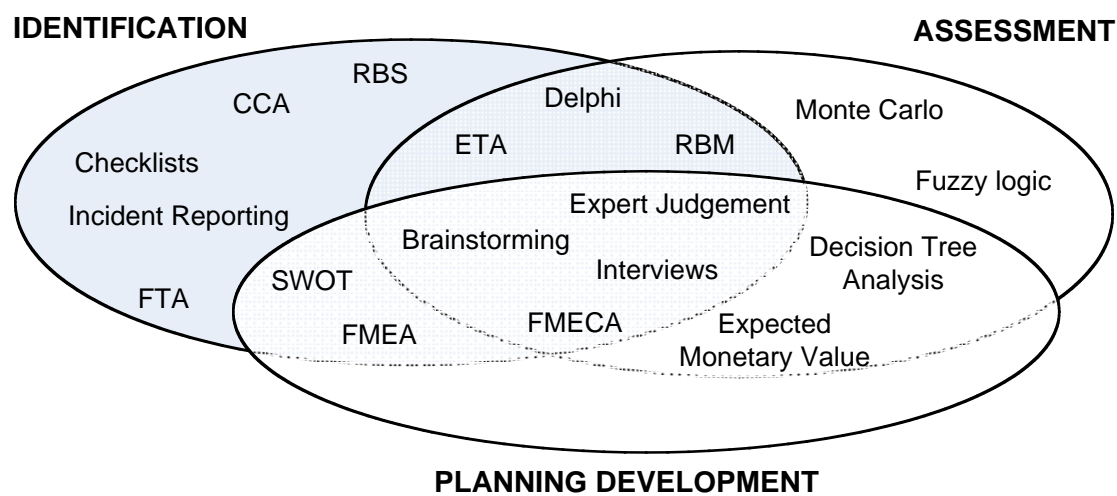 IDENTIFICATION
ASSESSMENT
RBS
CCA
Delphi
Monte Carlo
ETA
RBM
Checklists
Fuzzy logic
Incident Reporting
Expert Judgement
Brainstorming
Decision Tree
Analysis
Interviews
SWOT
FTA
FMEA
FMECA
Expected
Monetary Value
PLANNING DEVELOPMENT